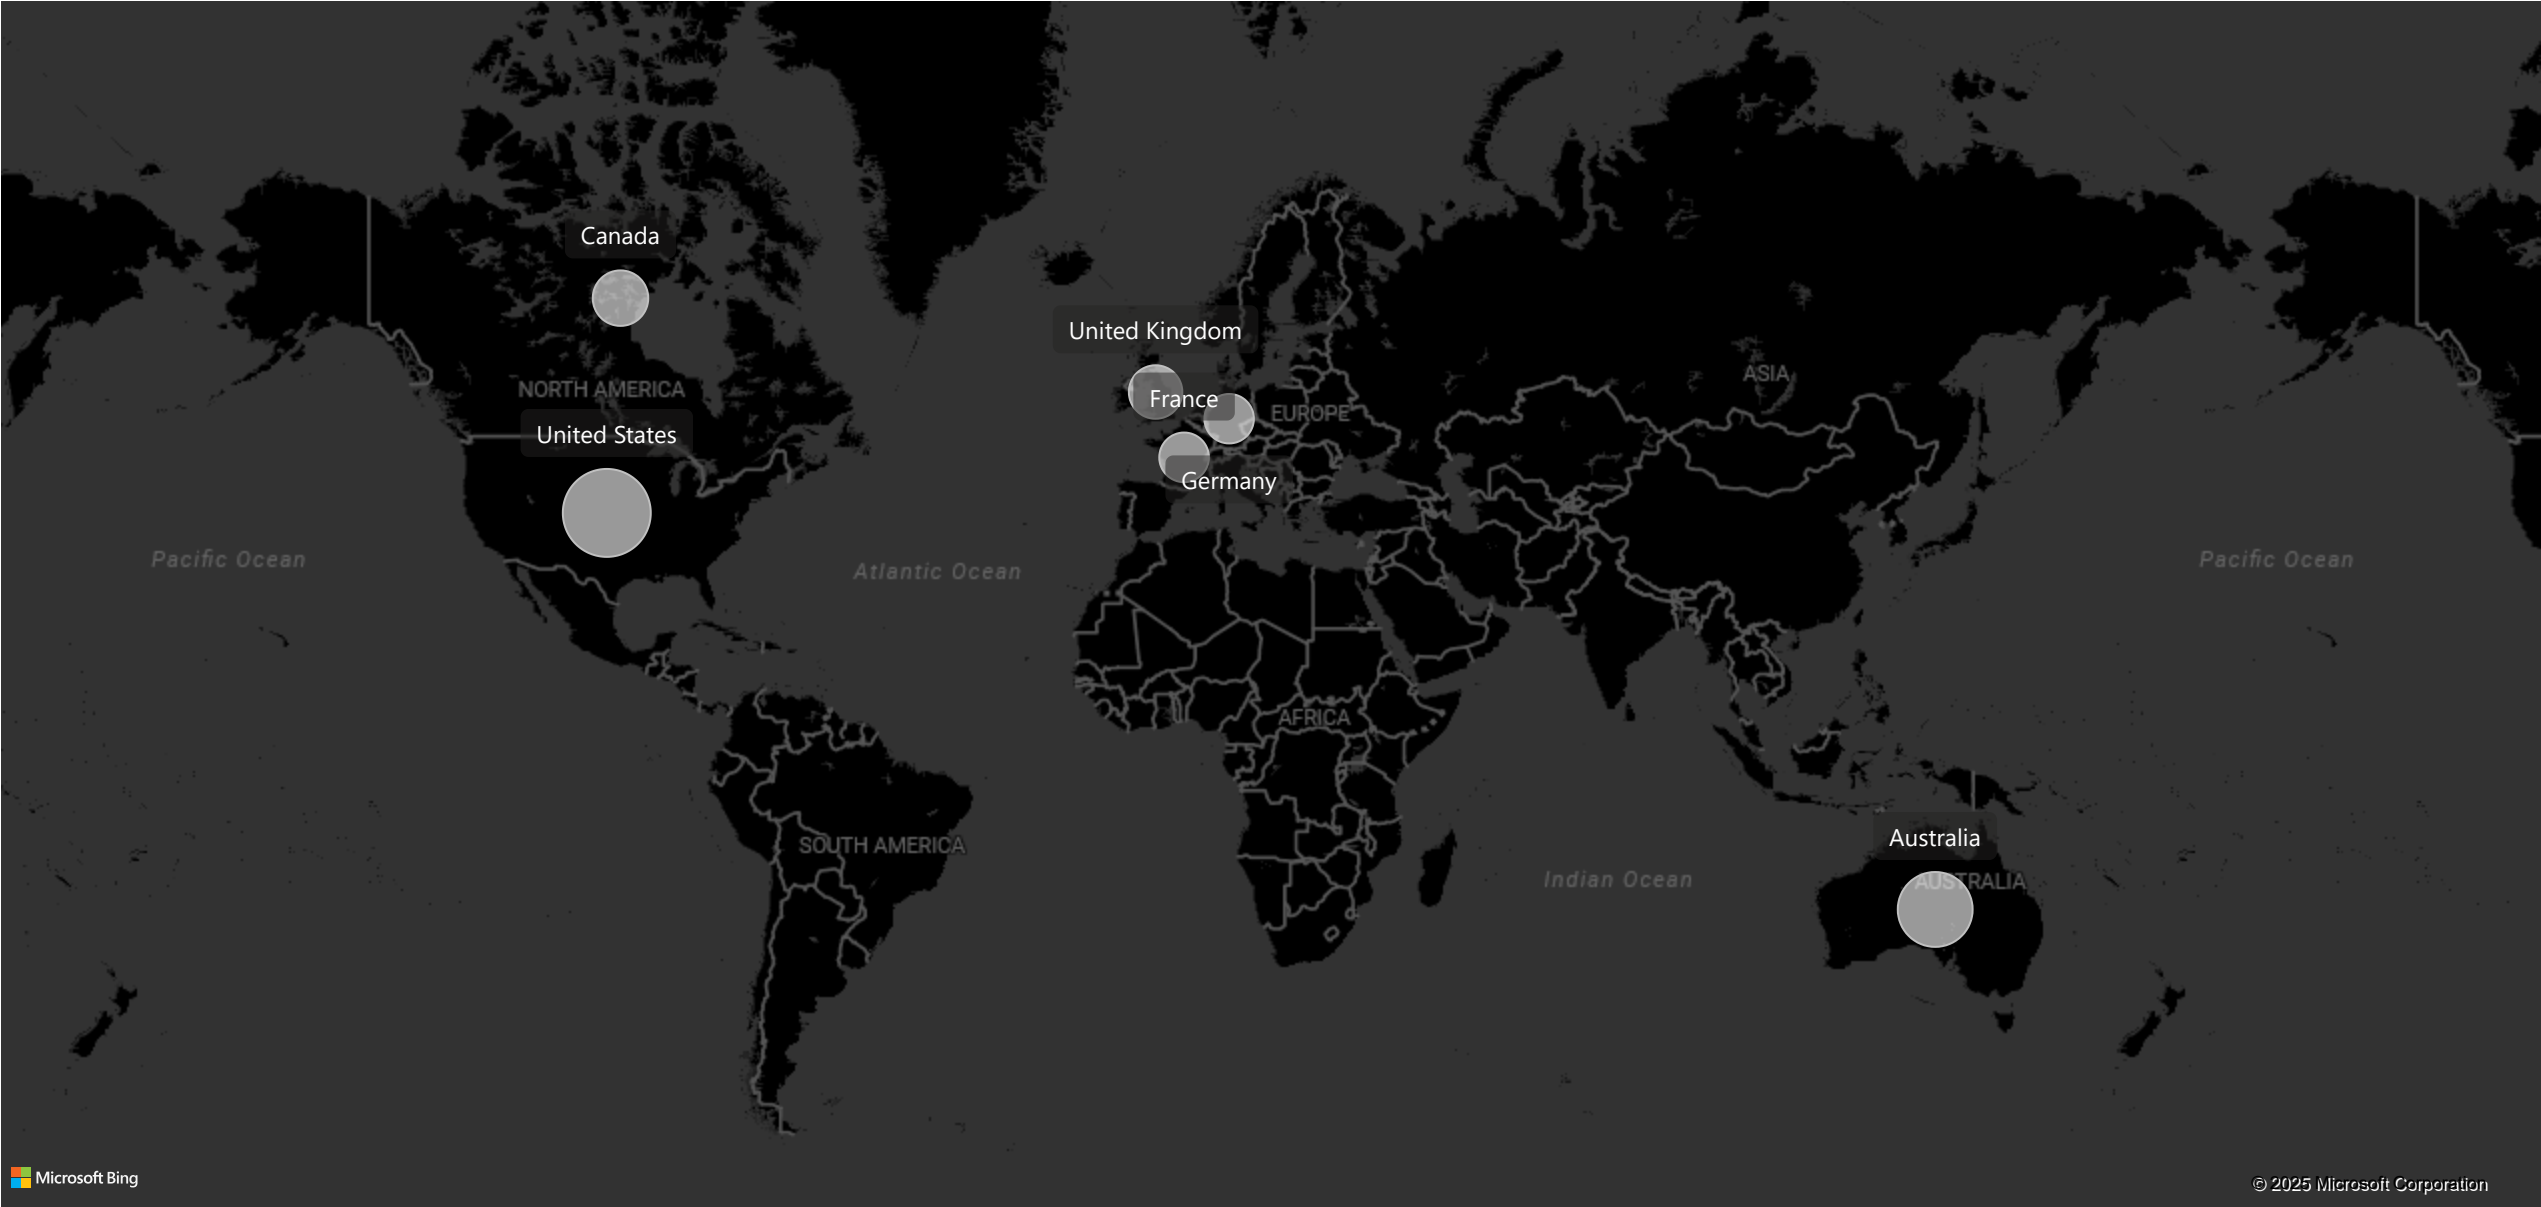 Canada
United Kingdom
ASIA
NORTH AMERICA
France
EUROPE
United States
Germany
Pacific Ocean
Atlantic Ocean
Pacific Ocean
AFRICA
Australia
SOUTH AMERICA
Indian Ocean
AUSTRALIA
Microsoft Bing
© 2025 Microsoft Corporation